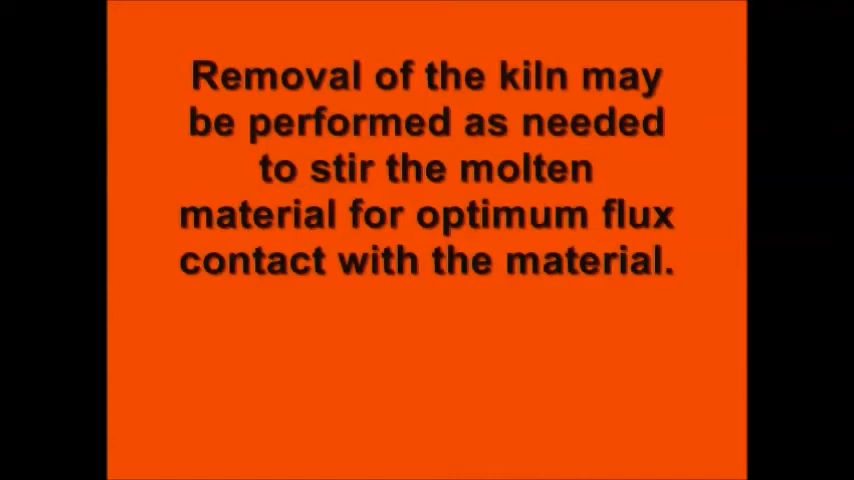 Removal of the kiln may
be performed as needed
to stir the molten
material for optimum flux
contact with the material.